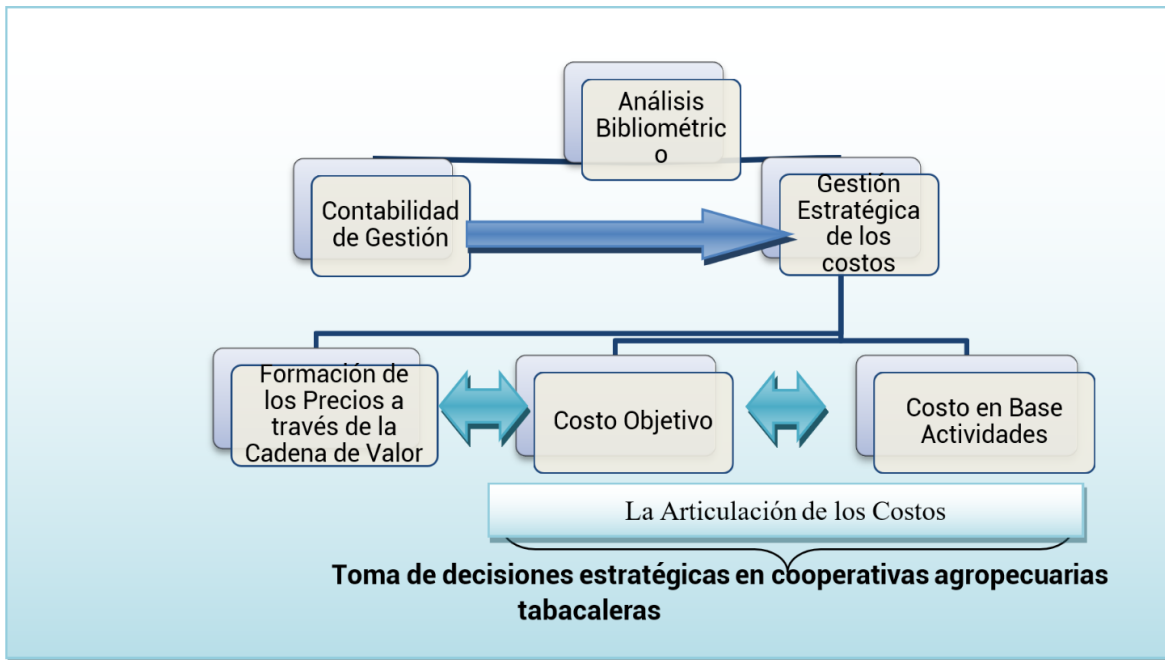 Análisis
Bibliométric
o
Contabilidad
de Gestión
Gestión
Estratégica
de los
costos
Formación de
los Precios a
través de la
Cadena de Valor
Costo Objetivo
Costo en Base
Actividades
La Articulación de los Costos
Toma de decisiones estratégicas en cooperativas agropecuarias
tabacaleras